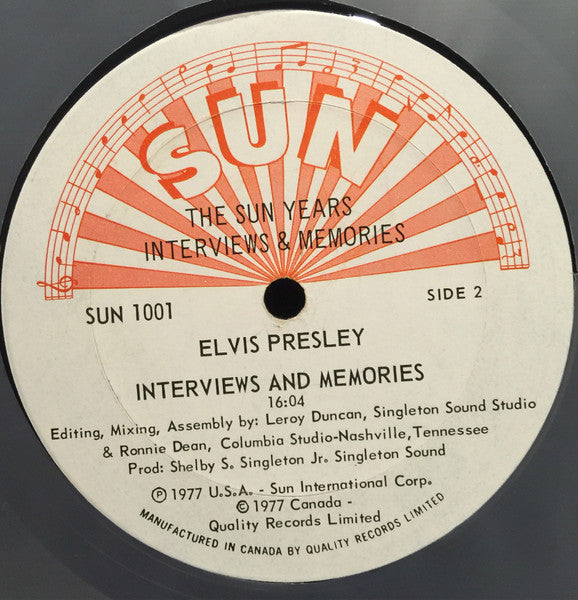 SUN
THE SUN YEARS
INTERVIEWS & MEMORIES
SUN 1001
SIDE 2
ELVIS PRESLEY
INTERVIEWS AND MEMORIES
16:04
Editing, Mixing, Assembly by: Leroy Duncan, Singleton Sound Studio
& Ronnie Dean, Columbia Studio-Nashville, Tennessee
Prod: Shelby S. Singleton Jr. Singleton Sound
℗ 1977 U.S.A. - Sun International Corp.
© 1977 Canada -
Quality Records Limited
MANUFACTURED IN CANADA BY QUALITY RECORDS LIMITED